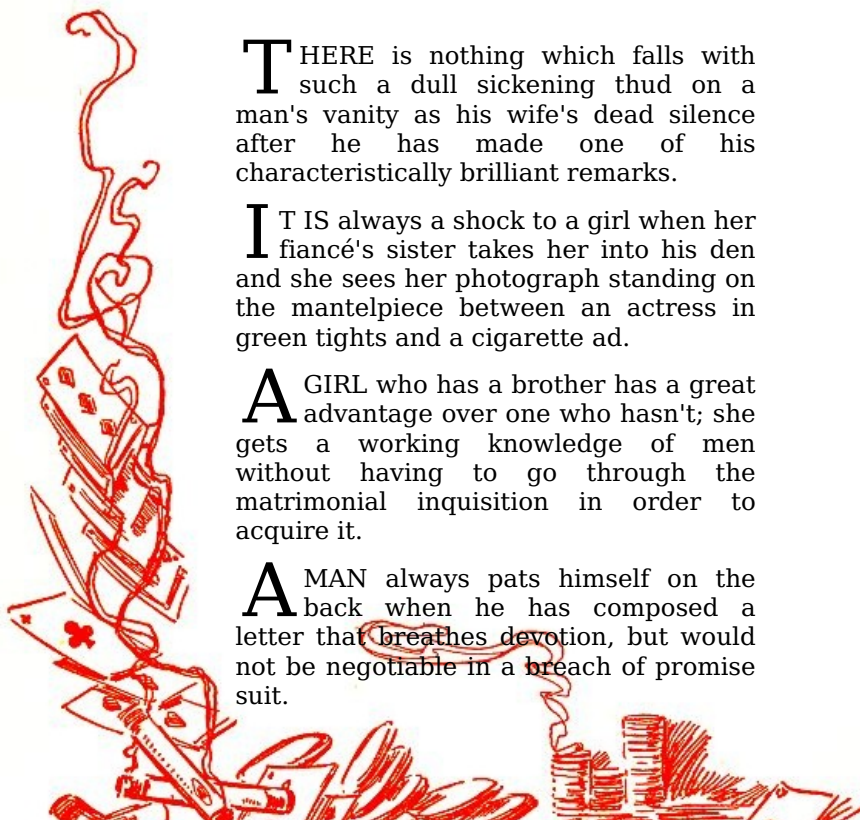 THERE is nothing which falls with
such a dull sickening thud on a
man's vanity as his wife's dead silence
after he has made one of his
characteristically brilliant remarks.
IT IS always a shock to a girl when her
fiancé's sister takes her into his den
and she sees her photograph standing on
the mantelpiece between an actress in
green tights and a cigarette ad.
A GIRL who has a brother has a great
advantage over one who hasn't; she
gets a working knowledge of men
without having to go through the
matrimonial inquisition in order to
acquire it.
A MAN always pats himself on the
back when he has composed a
letter that breathes devotion, but would
not be negotiable in a breach of promise
suit.